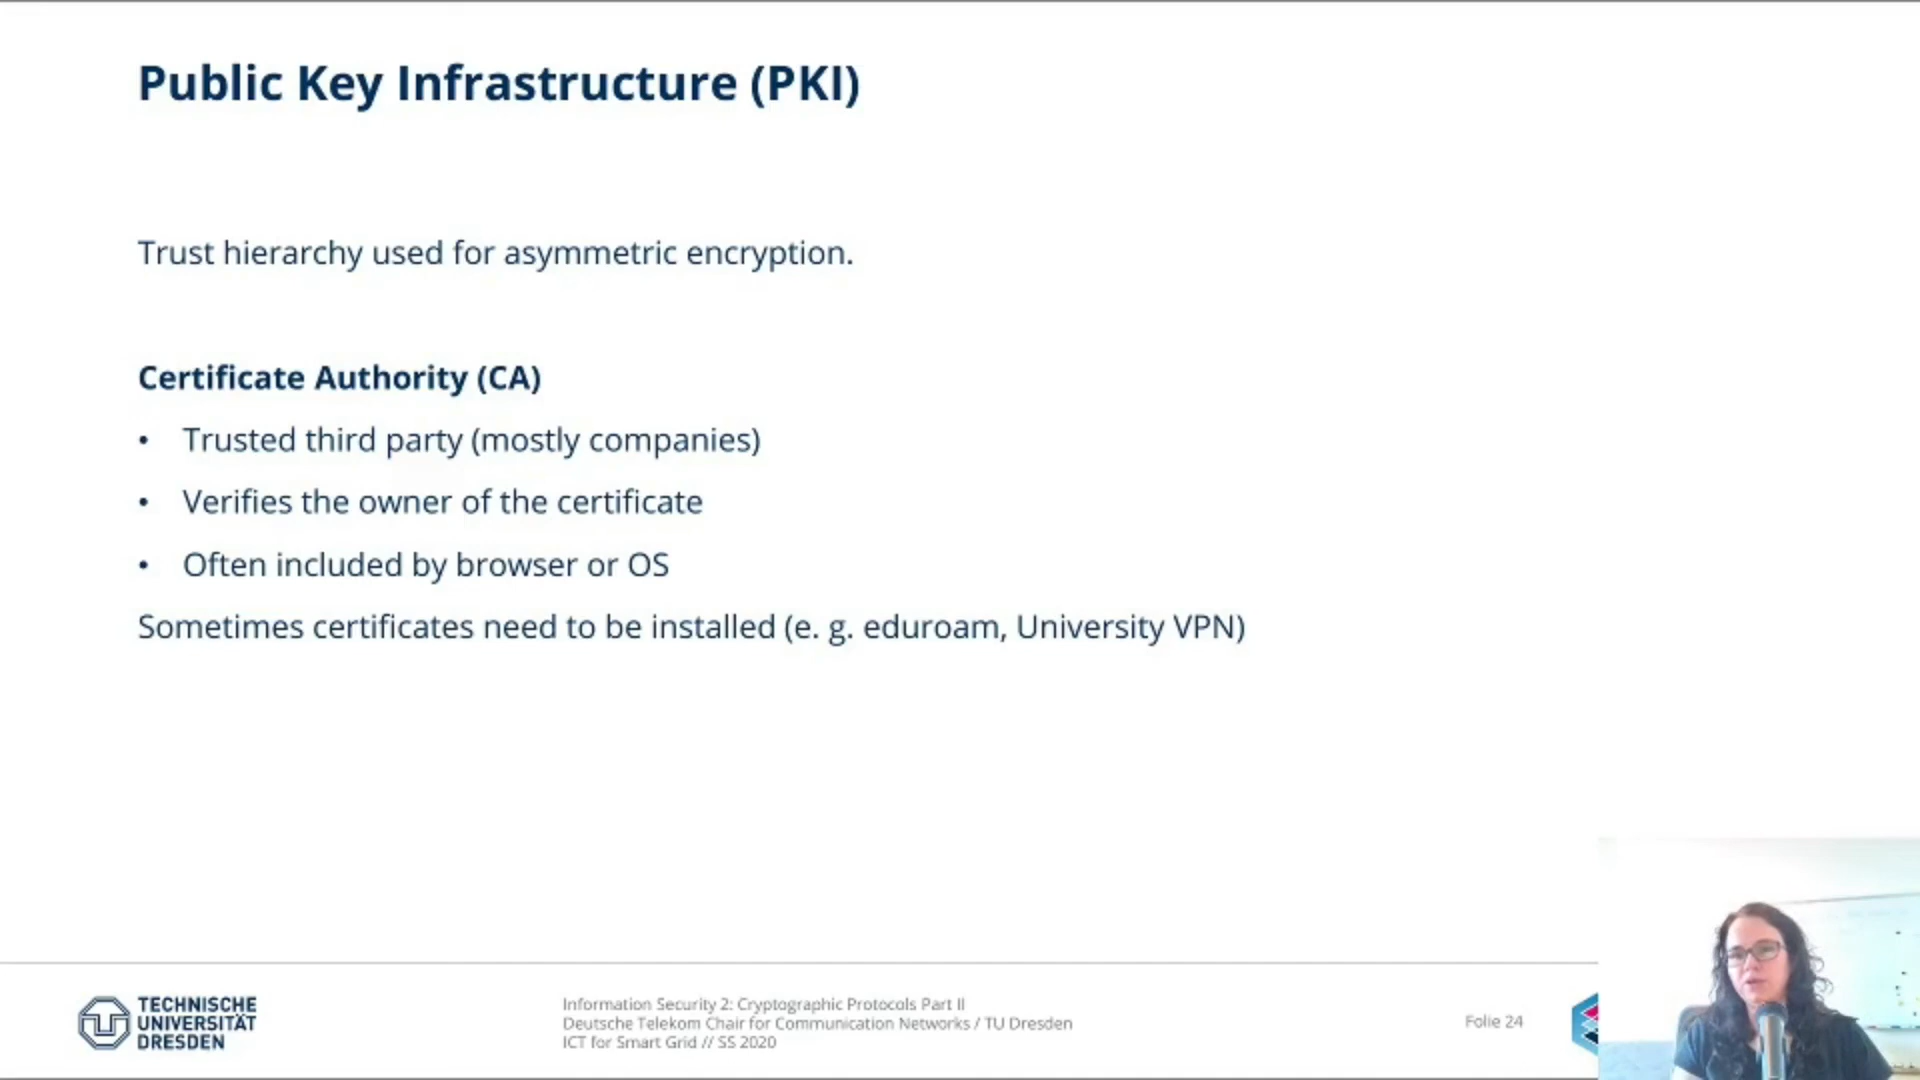 Public Key Infrastructure (PKI)
Trust hierarchy used for asymmetric encryption.
Certificate Authority (CA)
• Trusted third party (mostly companies)
• Verifies the owner of the certificate
• Often included by browser or OS
Sometimes certificates need to be installed (e. g. eduroam, University VPN)
TECHNISCHE
UNIVERSITÄT
DRESDEN
Information Security 2: Cryptographic Protocols Part II
Deutsche Telekom Chair for Communication Networks / TU Dresden
ICT for Smart Grid // SS 2020
Folie 24